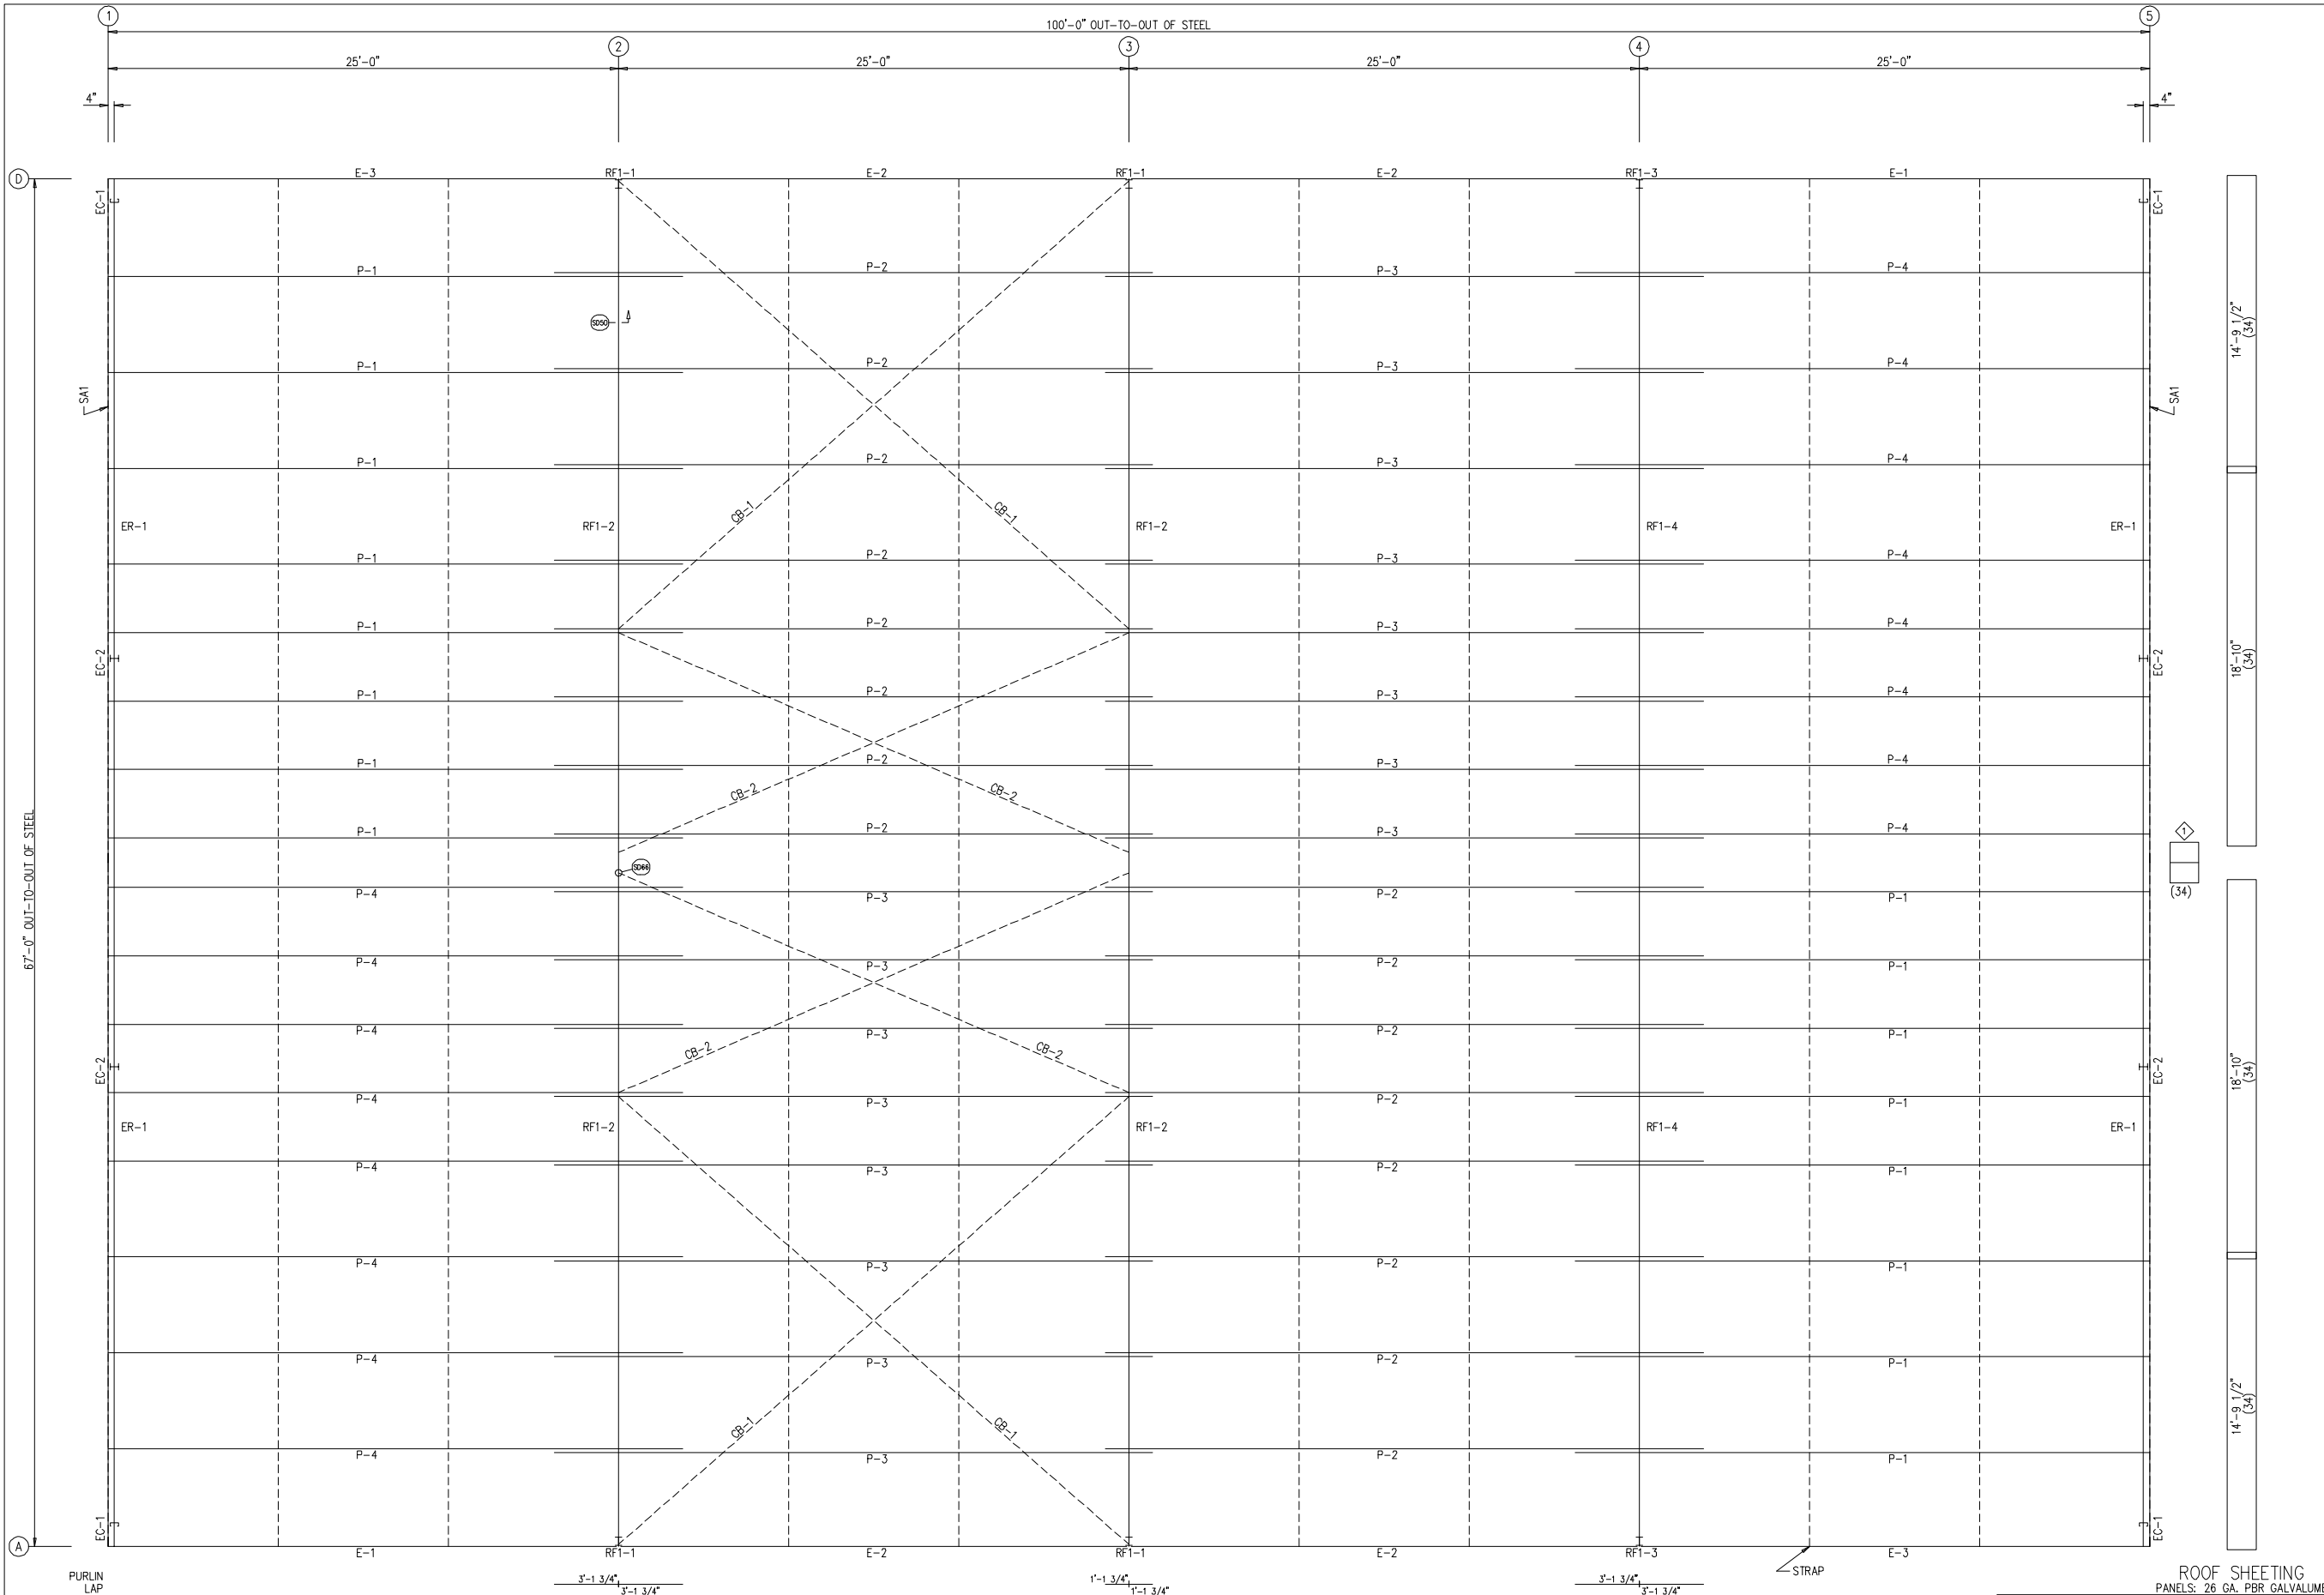 1
5
100'-0" OUT-TO-OUT OF STEEL
2
3
4
25'-0"
25'-0"
25'-0"
25'-0"
4"
4"
D
E-3
RF1-1
E-2
RF1-1
E-2
RF1-3
E-1
EC-1
EC-1
P-1
P-2
P-3
P-4
SD50
14'-9 1/2"
(34)
P-1
P-2
P-3
P-4
SA1
SA1
P-1
P-2
P-3
P-4
CB-1
CB-1
ER-1
RF1-2
RF1-2
RF1-4
ER-1
P-1
P-2
P-3
P-4
P-1
P-2
P-3
P-4
EC-2
EC-2
18'-10"
(34)
P-1
P-2
P-3
P-4
P-1
P-2
P-3
P-4
CB-2
CB-2
P-1
P-2
P-3
P-4
1
(34)
67'-0" OUT-TO-OUT OF STEEL
SD66
P-4
P-3
P-2
P-1
P-4
P-3
P-2
P-1
P-4
P-3
P-2
P-1
CB-2
CB-2
EC-2
EC-2
18'-10"
(34)
P-4
P-3
P-2
P-1
ER-1
RF1-2
RF1-2
RF1-4
ER-1
P-4
P-3
P-2
P-1
P-4
P-3
P-2
P-1
P-4
P-3
P-2
P-1
CB-1
CB-1
14'-9 1/2"
(34)
P-4
P-3
P-2
P-1
EC-1
EC-1
A
E-1
RF1-1
E-2
RF1-1
E-2
RF1-3
E-3
STRAP
PURLIN
LAP
3'-1 3/4"
3'-1 3/4"
1'-1 3/4"
1'-1 3/4"
3'-1 3/4"
3'-1 3/4"
ROOF SHEETING
PANELS: 26 GA. PBR GALVALUM